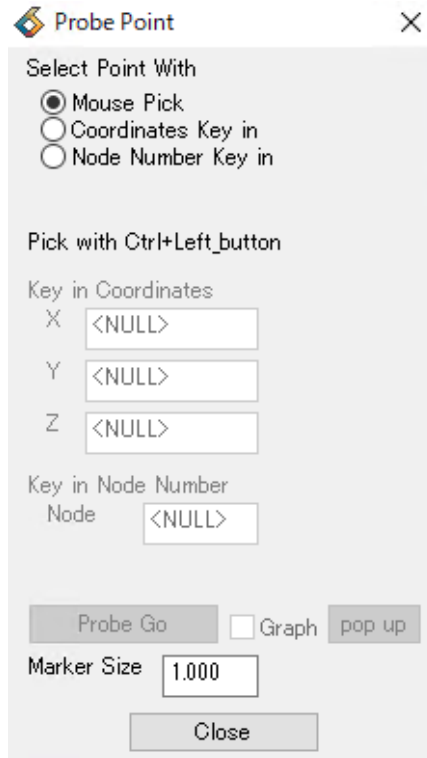 Probe Point
Select Point With
Mouse Pick
Coordinates Key in
Node Number Key in
Pick with Ctrl+Left_button
Key in Coordinates
X <NULL>
Y <NULL>
Z <NULL>
Key in Node Number
Node <NULL>
Probe Go Graph pop up
Marker Size 1.000
Close